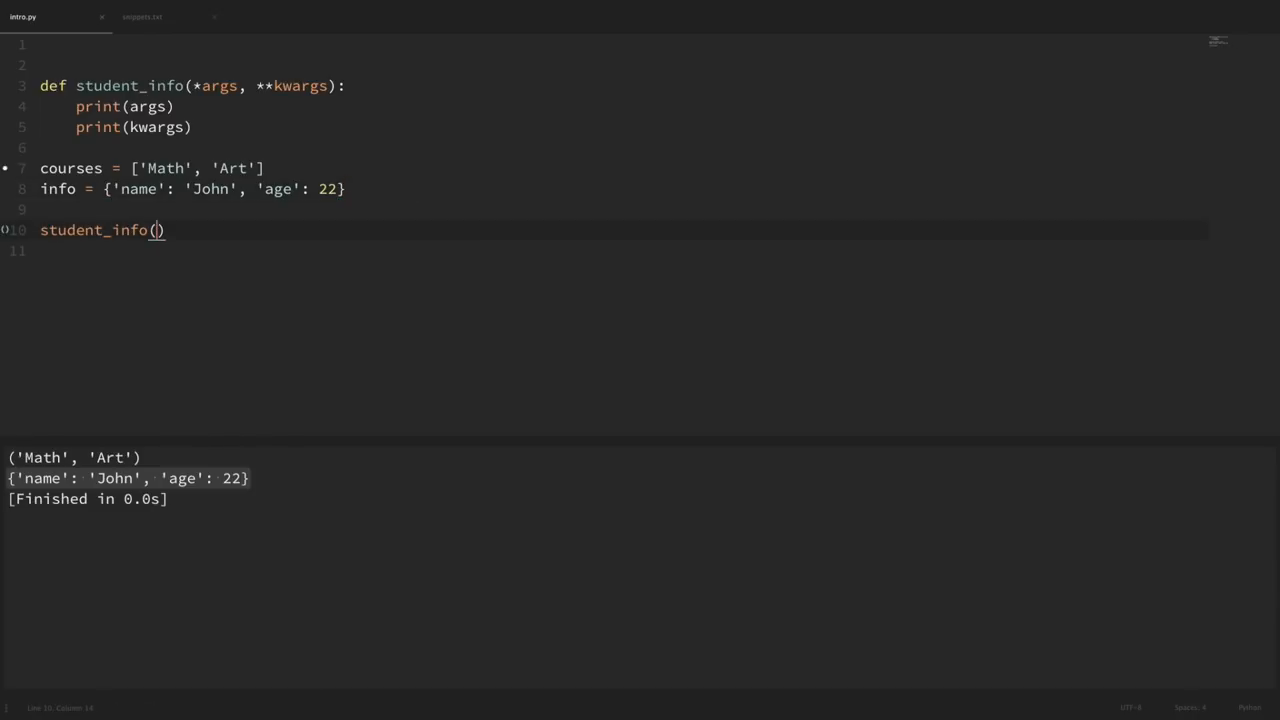 intro.py
snippets.txt
1
2
3 def student_info(*args, **kwargs):
4     print(args)
5     print(kwargs)
6
7 courses = ['Math', 'Art']
8 info = {'name': 'John', 'age': 22}
9
10 student_info()
11
('Math', 'Art')
{'name': 'John', 'age': 22}
[Finished in 0.0s]
Line 10, Column 14
UTF-8
Spaces: 4
Python